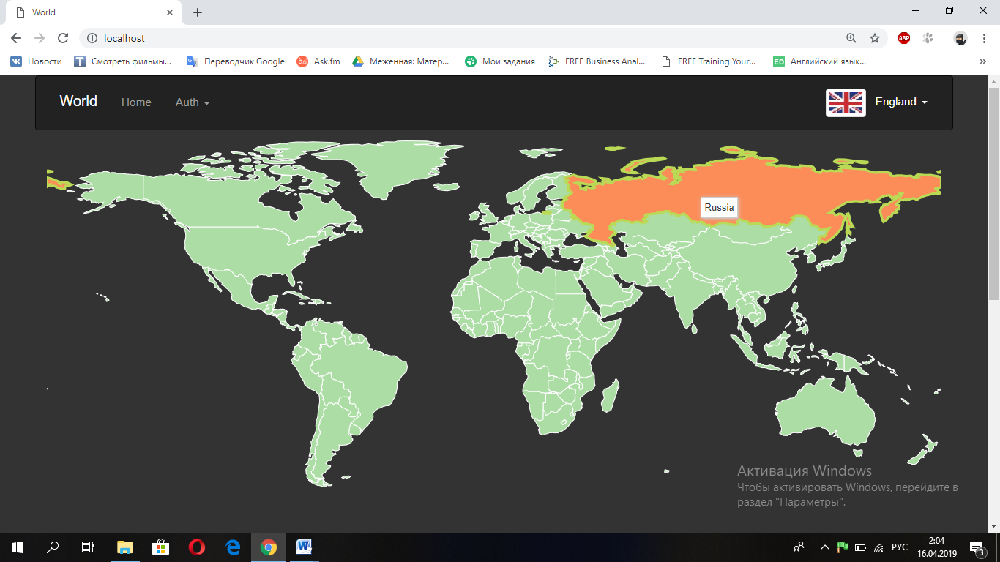 World
localhost
ABP
Новости
Смотреть фильмы...
Переводчик Google
Ask.fm
Меженная: Матер...
Мои задания
FREE Business Anal...
FREE Training Your...
ED
Английский язык...
World
Home
Auth
England
Russia
Активация Windows
Чтобы активировать Windows, перейдите в
раздел "Параметры".
РУС
2:04
16.04.2019
3